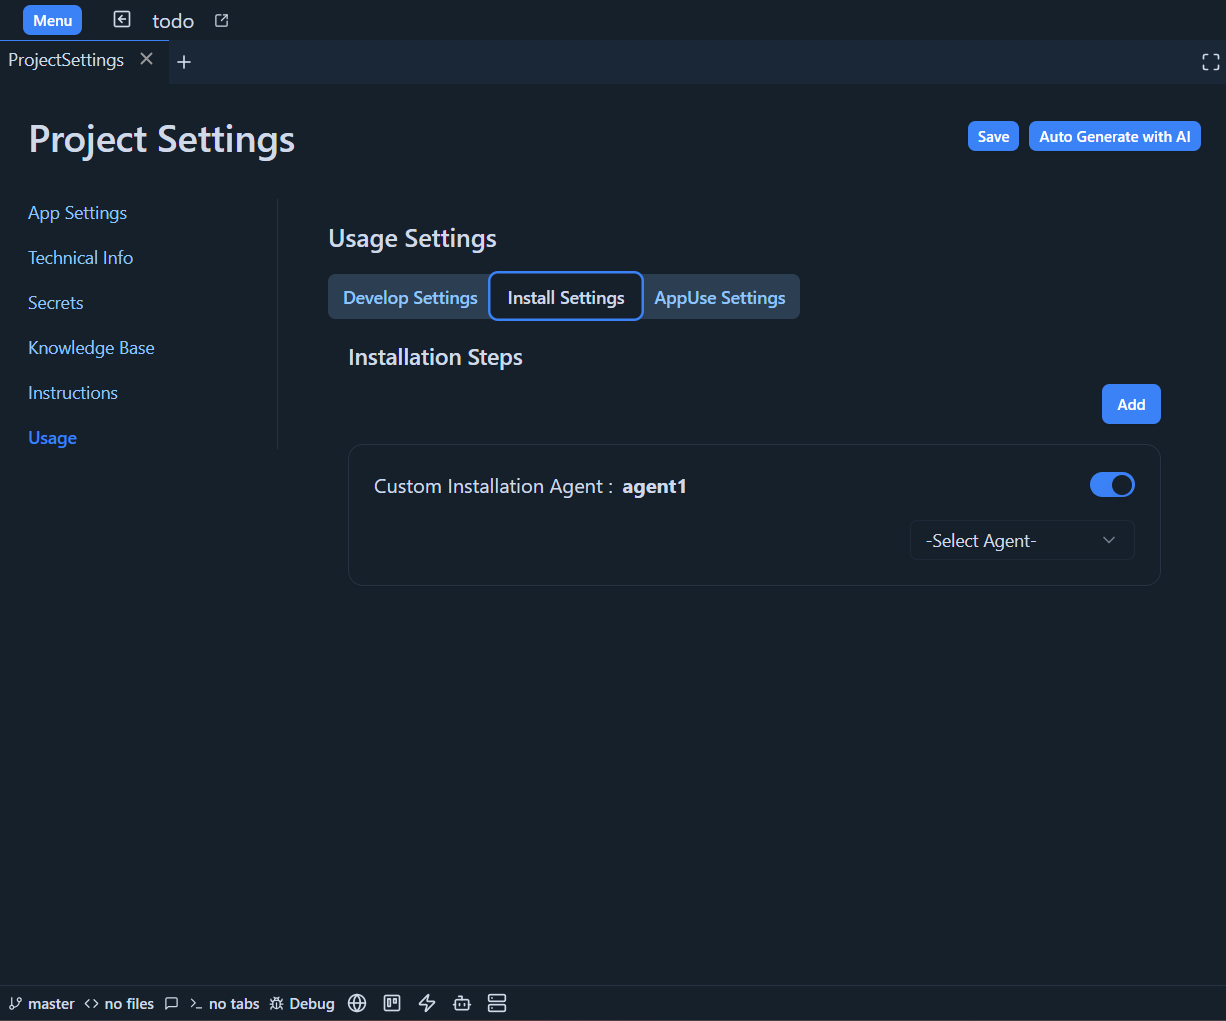 Menu todo
ProjectSettings
Project Settings
Save Auto Generate with AI
App Settings
Technical Info
Secrets
Knowledge Base
Instructions
Usage
Usage Settings
Develop Settings Install Settings AppUse Settings
Installation Steps
Add
Custom Installation Agent : agent1
-Select Agent-
master no files no tabs Debug